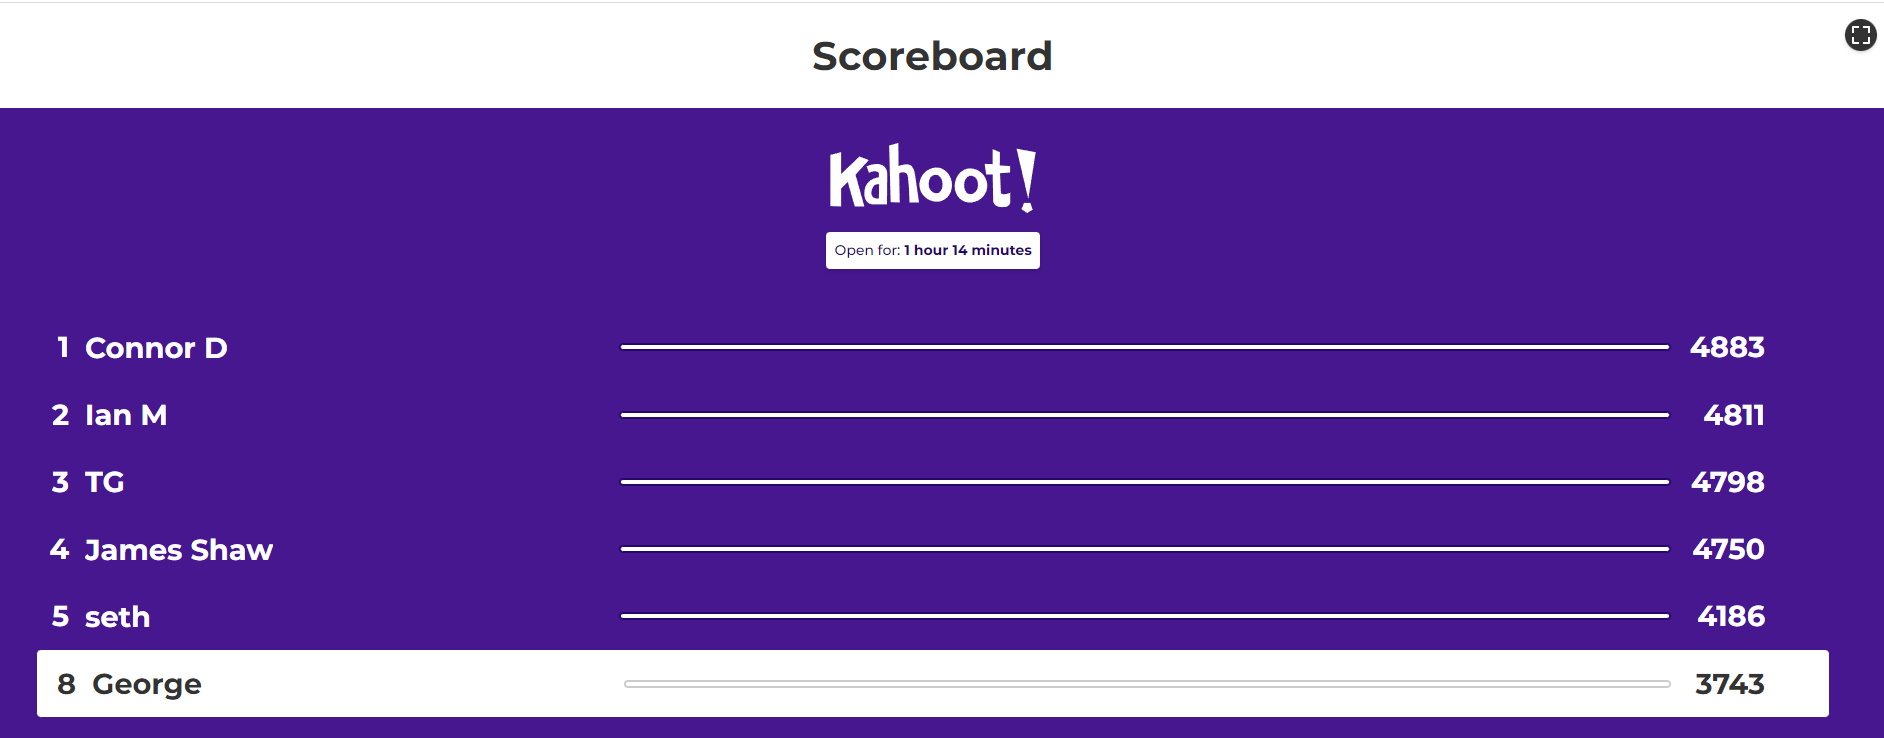 Scoreboard
Kahoot!
Open for: 1 hour 14 minutes
1 Connor D 4883
2 Ian M 4811
3 TG 4798
4 James Shaw 4750
5 seth 4186
8 George 3743